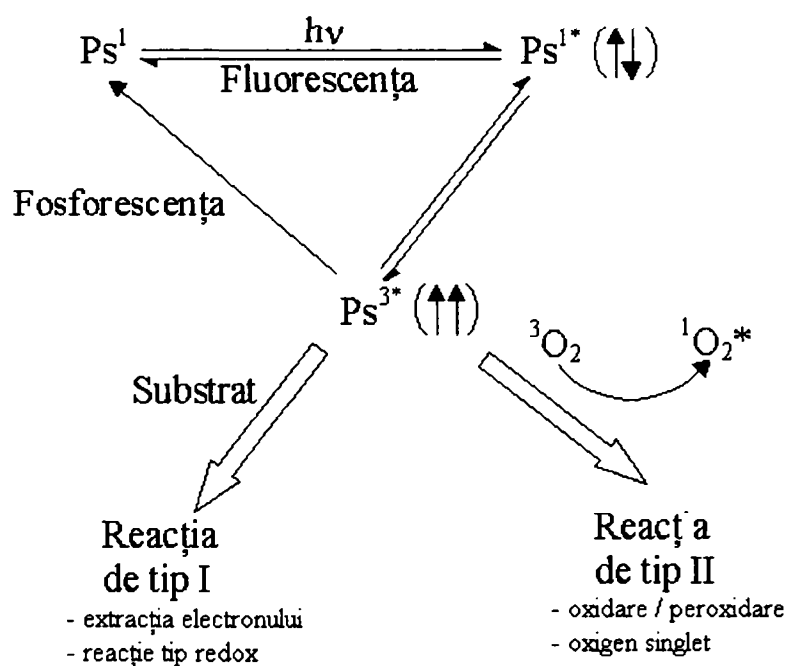 Ps¹ hν Ps¹* (↑↓)
Fluorescența
Fosforescența
Ps³* (↑↑)
³O₂ ¹O₂*
Substrat
Reacția
de tip I
- extracția electronului
- reacție tip redox
Reacț a
de tip II
- oxidare / peroxidare
- oxigen singlet